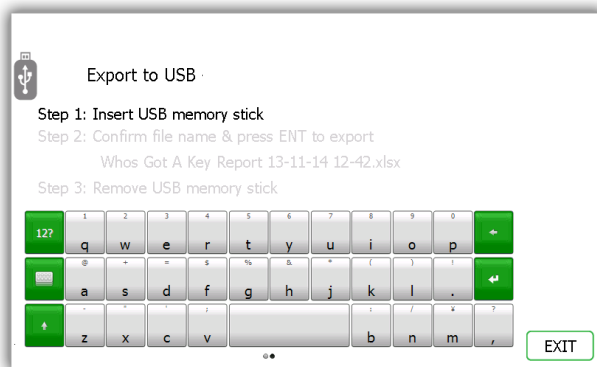 Export to USB
Step 1: Insert USB memory stick
Step 2: Confirm file name & press ENT to export
Whos Got A Key Report 13-11-14 12-42.xlsx
Step 3: Remove USB memory stick
1 2 3 4 5 6 7 8 9 0
12? q w e r t y u i o p
@ + = $ % & * ( ) !
a s d f g h j k l .
- " ' ; : / ¥ ?
z x c v b n m ,
EXIT